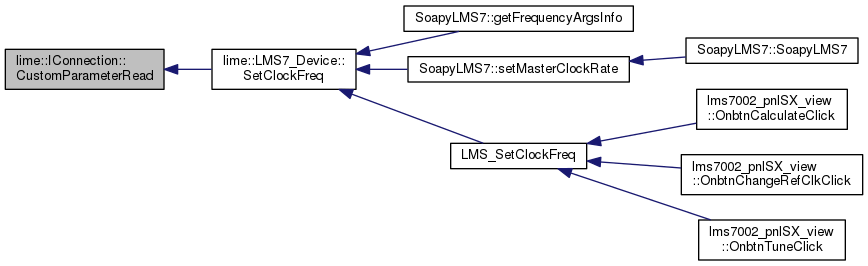 lime::IConnection::
CustomParameterRead
lime::LMS7_Device::
SetClockFreq
SoapyLMS7::getFrequencyArgsInfo
SoapyLMS7::setMasterClockRate
SoapyLMS7::SoapyLMS7
LMS_SetClockFreq
lms7002_pnlSX_view
::OnbtnCalculateClick
lms7002_pnlSX_view
::OnbtnChangeRefClkClick
lms7002_pnlSX_view
::OnbtnTuneClick